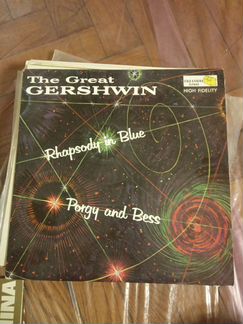 The Great
GERSHWIN
HIGH FIDELITY
Rhapsody in Blue
Porgy and Bess